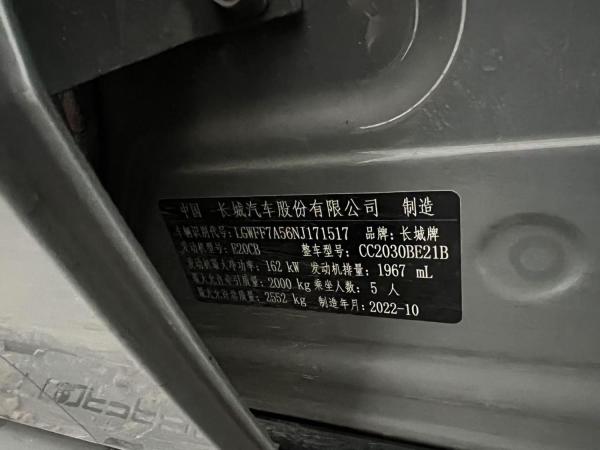 中国 长城汽车股份有限公司 制造
车辆识别代号: LGWFF7A56NJ171517 品牌: 长城牌
发动机型号: E20CB 整车型号: CC2030BE21B
发动机最大净功率: 162 kW 发动机排量: 1967 mL
最大允许牵引质量: 2000 kg 乘坐人数: 5 人
最大允许总质量: 2552 kg 制造年月: 2022-10